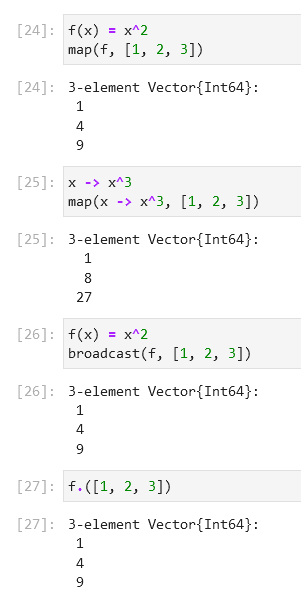 [24]: f(x) = x^2
map(f, [1, 2, 3])
[24]: 3-element Vector{Int64}:
1
4
9
[25]: x -> x^3
map(x -> x^3, [1, 2, 3])
[25]: 3-element Vector{Int64}:
1
8
27
[26]: f(x) = x^2
broadcast(f, [1, 2, 3])
[26]: 3-element Vector{Int64}:
1
4
9
[27]: f.([1, 2, 3])
[27]: 3-element Vector{Int64}:
1
4
9